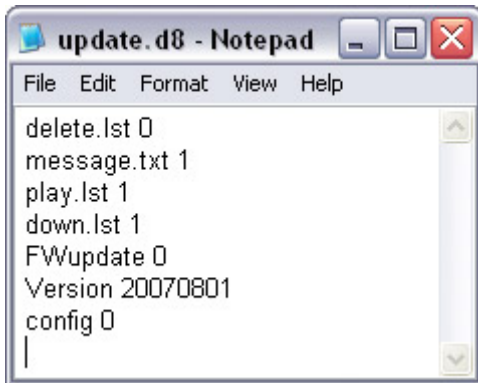 update.d8 - Notepad
File Edit Format View Help
delete.lst 0
message.txt 1
play.lst 1
down.lst 1
FWupdate 0
Version 20070801
config 0